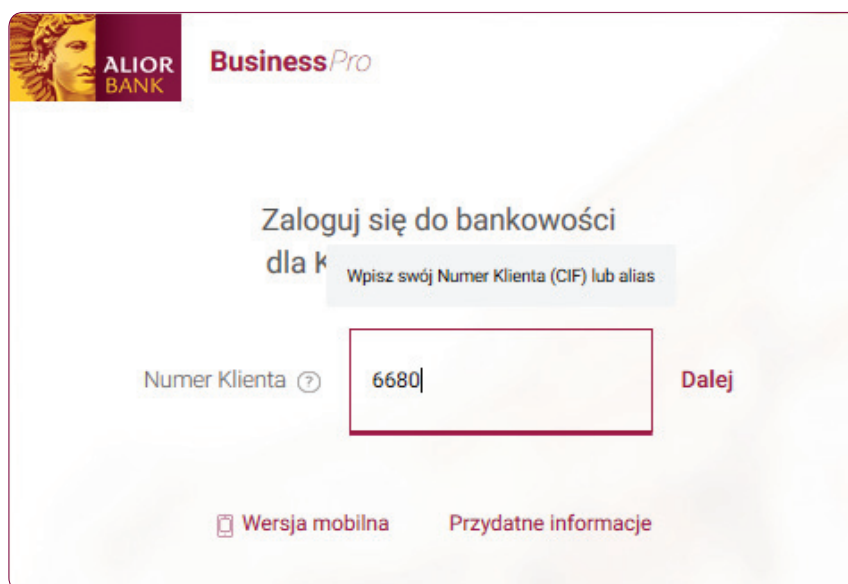 ALIOR
BANK
BusinessPro
Zaloguj się do bankowości
dla K
Wpisz swój Numer Klienta (CIF) lub alias
Numer Klienta ?
6680
Dalej
Wersja mobilna
Przydatne informacje